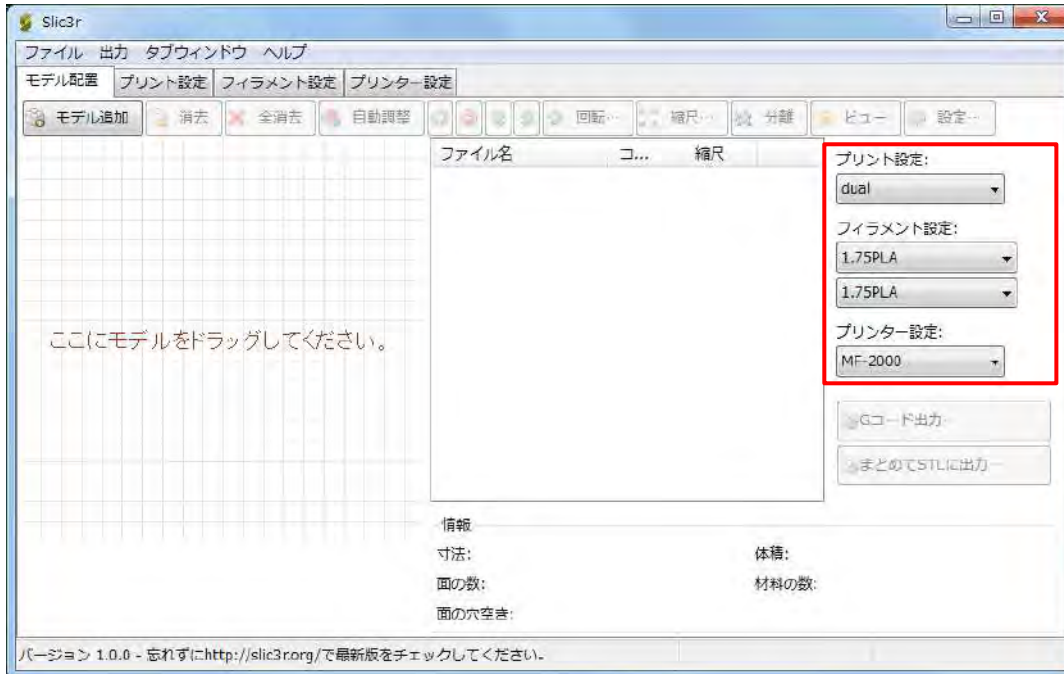 Slic3r
ファイル 出力 タブウィンドウ ヘルプ
モデル配置 プリント設定 フィラメント設定 プリンター設定
モデル追加 消去 全消去 自動調整 回転… 縮尺… 分離 ビュー 設定…
ファイル名 コ... 縮尺
プリント設定:
dual
フィラメント設定:
1.75PLA
1.75PLA
プリンター設定:
MF-2000
ここにモデルをドラッグしてください。
Gコード出力…
まとめてSTLに出力…
情報
寸法: 体積:
面の数: 材料の数:
面の穴空き:
バージョン 1.0.0 - 忘れずにhttp://slic3r.org/で最新版をチェックしてください。